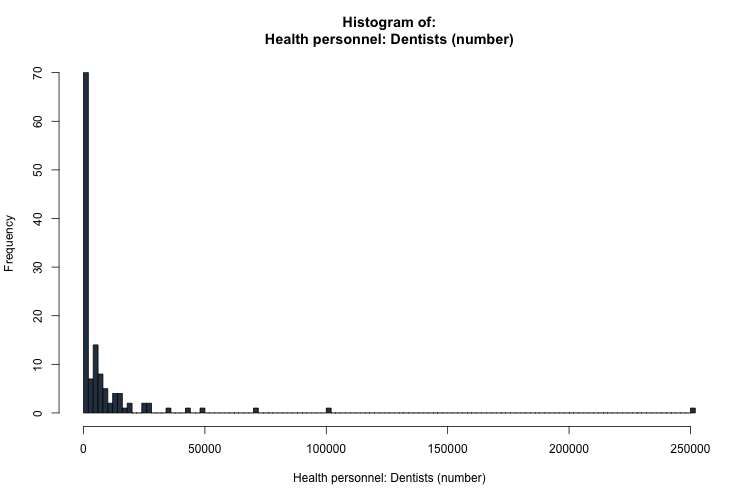 Histogram of:
Health personnel: Dentists (number)
Frequency
70
60
50
40
30
20
10
0
0 50000 100000 150000 200000 250000
Health personnel: Dentists (number)